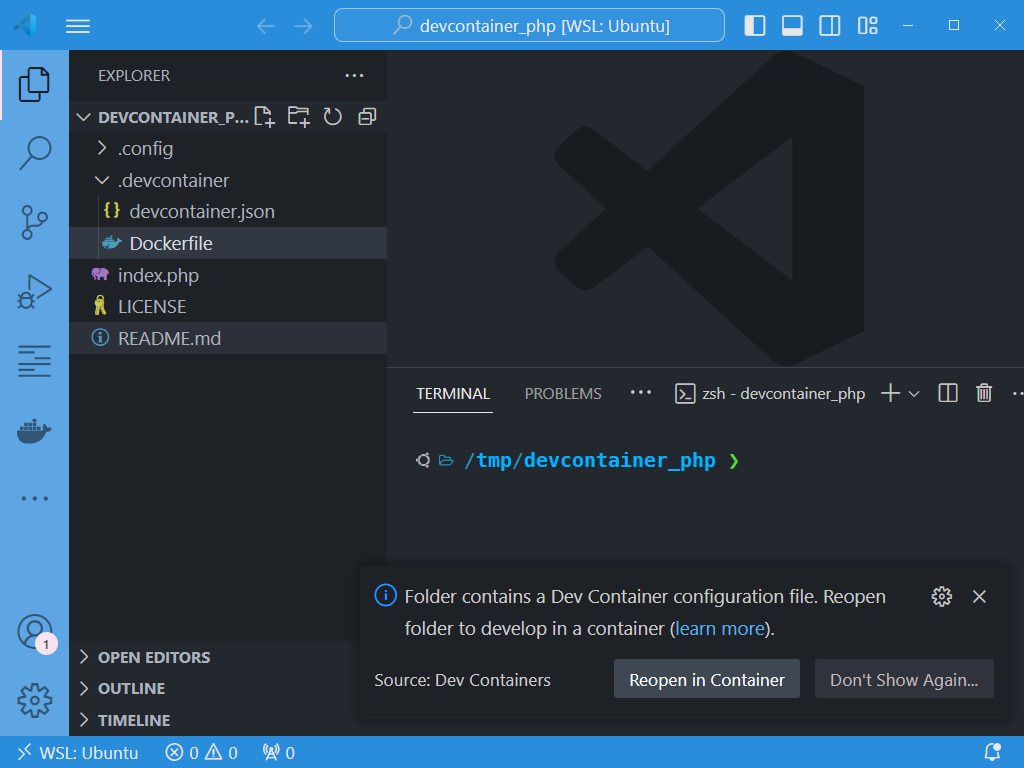 devcontainer_php [WSL: Ubuntu]
EXPLORER
DEVCONTAINER_P...
.config
.devcontainer
devcontainer.json
Dockerfile
index.php
LICENSE
README.md
TERMINAL PROBLEMS ... zsh - devcontainer_php
/tmp/devcontainer_php ❯
Folder contains a Dev Container configuration file. Reopen
folder to develop in a container (learn more).
Source: Dev Containers Reopen in Container Don't Show Again...
1
OPEN EDITORS
OUTLINE
TIMELINE
WSL: Ubuntu 0 0 0